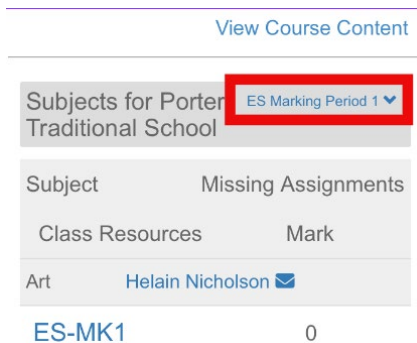 View Course Content
Subjects for Porter ES Marking Period 1
Traditional School
Subject Missing Assignments
Class Resources Mark
Art Helain Nicholson
ES-MK1 0